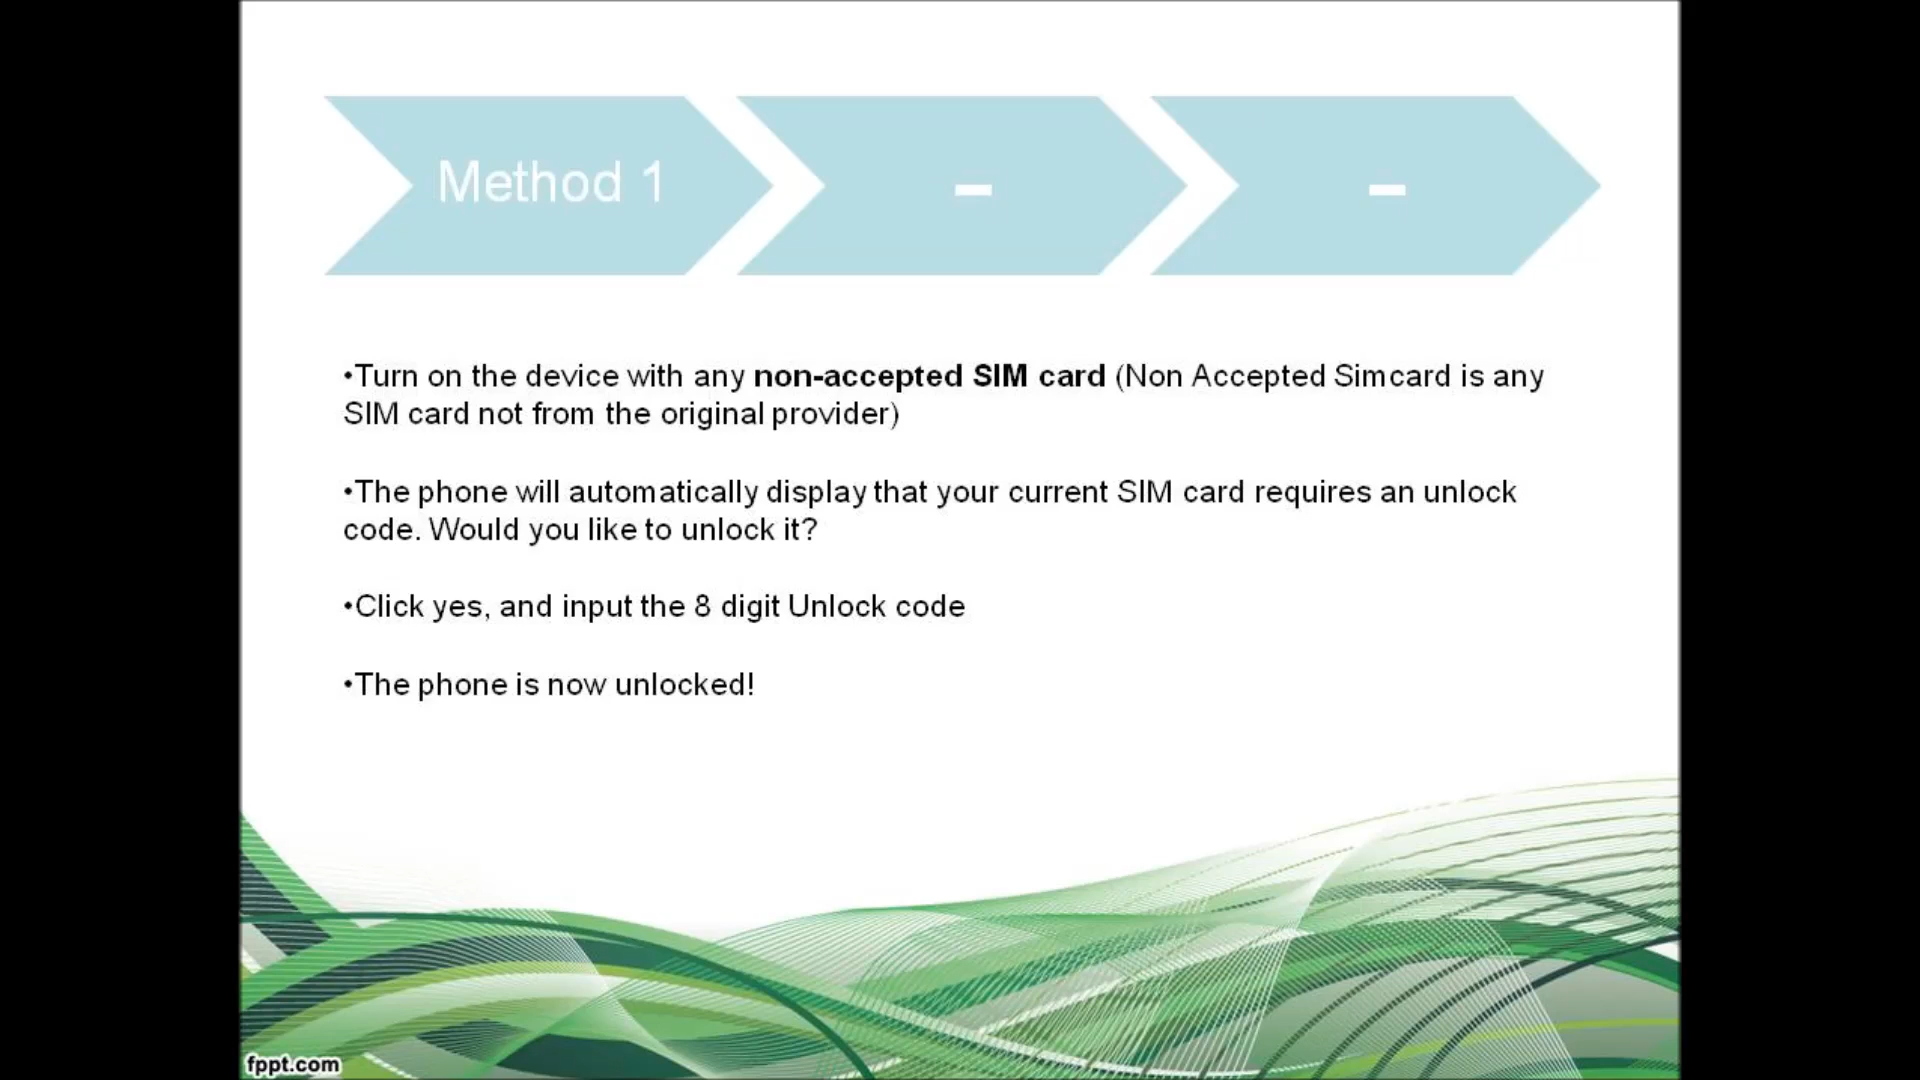 Method 1
-
-
•Turn on the device with any non-accepted SIM card (Non Accepted Simcard is any
SIM card not from the original provider)
•The phone will automatically display that your current SIM card requires an unlock
code. Would you like to unlock it?
•Click yes, and input the 8 digit Unlock code
•The phone is now unlocked!
fppt.com